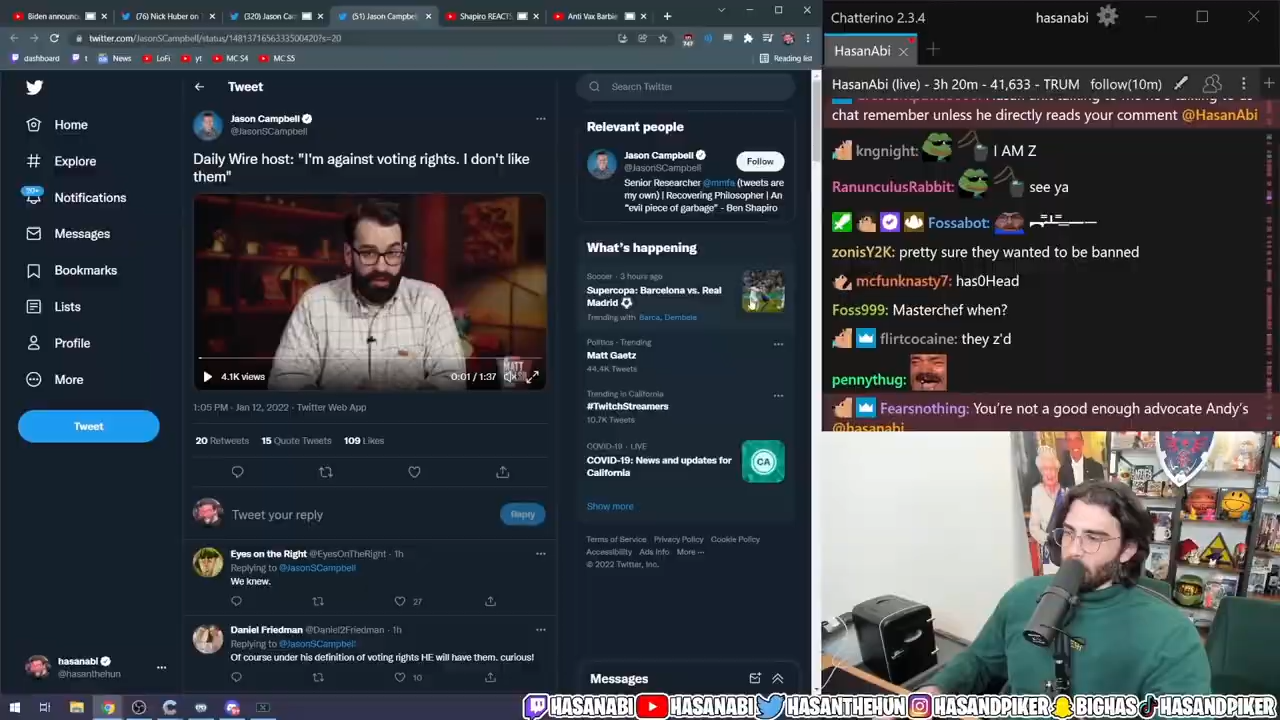 Biden announc
(76) Nick Huber on
(320) Jason Cam
(51) Jason Campbel
Shapiro REACTS
Anti Vax Barbie
twitter.com/JasonSCampbell/status/1481371656333500420?s=20
dashboard
t
News
LoFi
yt
MC S4
MC S5
Reading list
Home
Explore
Notifications
Messages
Bookmarks
Lists
Profile
More
Tweet
hasanabi
@hasanthehun
Tweet
Jason Campbell
@JasonSCampbell
Daily Wire host: "I'm against voting rights. I don't like
them"
4.1K views
0:01 / 1:37
MATT
1:05 PM · Jan 12, 2022 · Twitter Web App
20 Retweets 15 Quote Tweets 109 Likes
Tweet your reply
Reply
Eyes on the Right @EyesOnTheRight · 1h
Replying to @JasonSCampbell
We knew.
27
Daniel Friedman @DanielZFriedman · 1h
Replying to @JasonSCampbell
Of course under his definition of voting rights HE will have them. curious!
10
Search Twitter
Relevant people
Jason Campbell
@JasonSCampbell
Follow
Senior Researcher @mmfa (tweets are
my own) | Recovering Philosopher | An
"evil piece of garbage" - Ben Shapiro
What's happening
Soccer · 3 hours ago
Supercopa: Barcelona vs. Real
Madrid
Trending with Barca, Dembele
Politics · Trending
Matt Gaetz
44.4K Tweets
Trending in California
#TwitchStreamers
10.7K Tweets
COVID-19 · LIVE
COVID-19: News and updates for
California
CA
Show more
Terms of Service Privacy Policy Cookie Policy
Accessibility Ads info More ···
© 2022 Twitter, Inc.
Messages
Chatterino 2.3.4
hasanabi
HasanAbi
HasanAbi (live) - 3h 20m - 41,633 - TRUM
follow(10m)
chat remember unless he directly reads your comment @HasanAbi
kngnight: I AM Z
RanunculusRabbit: see ya
Fossabot:
zonisY2K: pretty sure they wanted to be banned
mcfunknasty7: has0Head
Foss999: Masterchef when?
flirtcocaine: they z'd
pennythug:
Fearsnothing: You're not a good enough advocate Andy's
@hasanabi
HASANABI HASANABI HASANTHEHUN HASANDPIKER BIGHAS HASANDPIKER